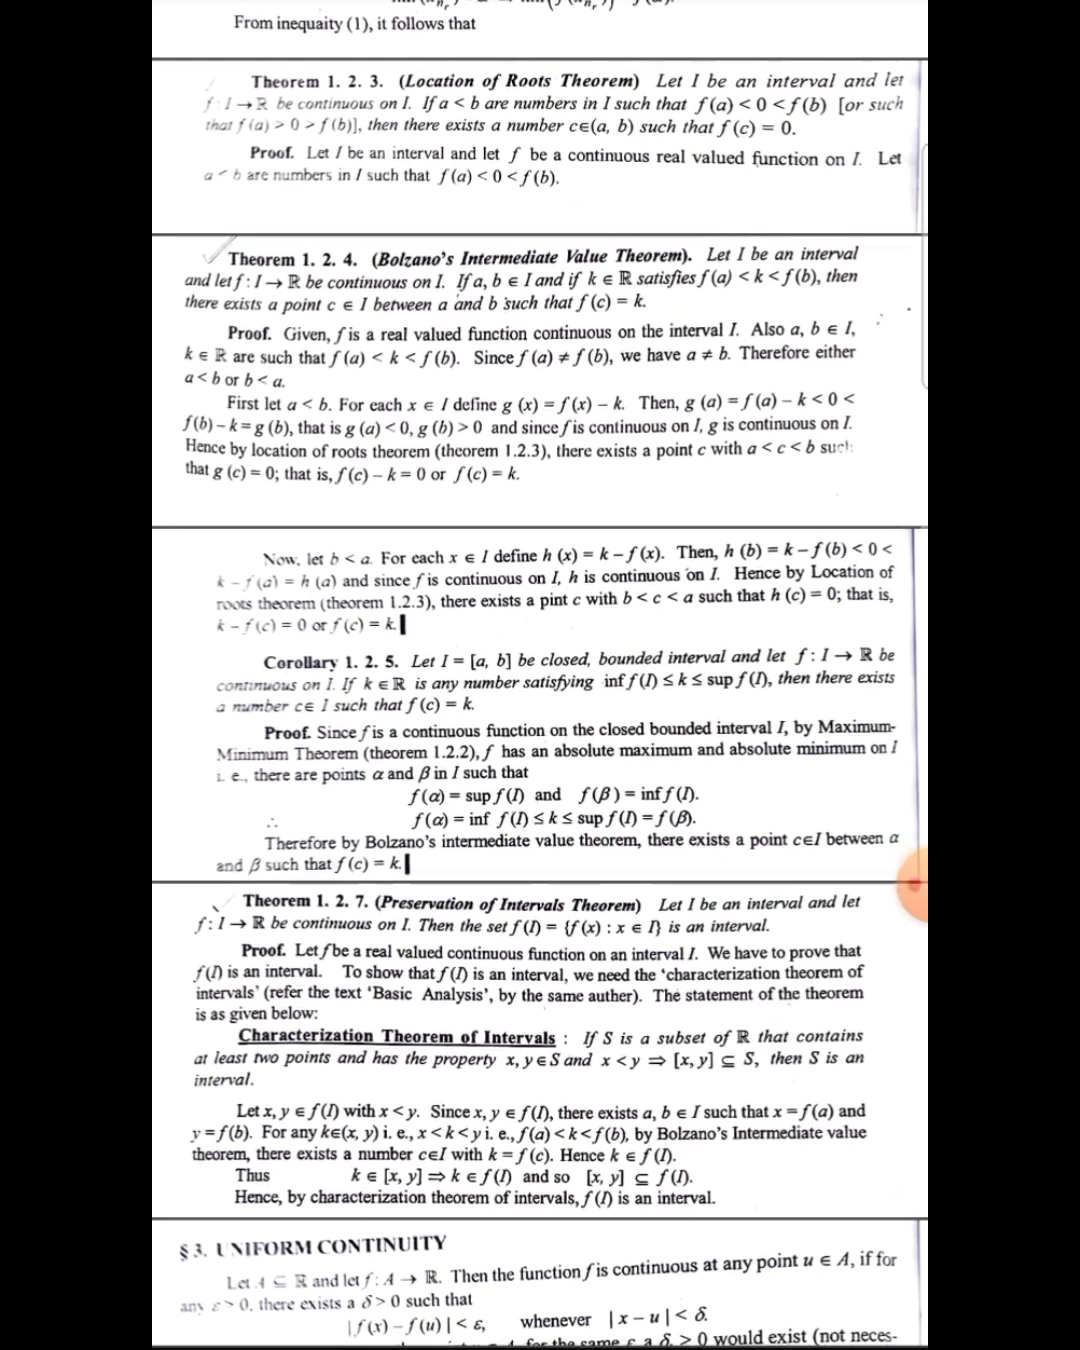 From inequaity (1), it follows that
Theorem 1. 2. 3. (Location of Roots Theorem) Let I be an interval and let
f : I → ℝ be continuous on I. If a < b are numbers in I such that f (a) < 0 < f (b) [or such
that f (a) > 0 > f (b)], then there exists a number c∈(a, b) such that f (c) = 0.
Proof. Let I be an interval and let f be a continuous real valued function on I. Let
a < b are numbers in I such that f (a) < 0 < f (b).
Theorem 1. 2. 4. (Bolzano's Intermediate Value Theorem). Let I be an interval
and let f : I → ℝ be continuous on I. If a, b ∈ I and if k ∈ ℝ satisfies f (a) < k < f (b), then
there exists a point c ∈ I between a and b such that f (c) = k.
Proof. Given, f is a real valued function continuous on the interval I. Also a, b ∈ I,
k ∈ ℝ are such that f (a) < k < f (b). Since f (a) ≠ f (b), we have a ≠ b. Therefore either
a < b or b < a.
First let a < b. For each x ∈ I define g (x) = f (x) – k. Then, g (a) = f (a) – k < 0 <
f(b) – k = g (b), that is g (a) < 0, g (b) > 0 and since f is continuous on I, g is continuous on I.
Hence by location of roots theorem (theorem 1.2.3), there exists a point c with a < c < b such
that g (c) = 0; that is, f (c) – k = 0 or f (c) = k.
Now, let b < a. For each x ∈ I define h (x) = k – f (x). Then, h (b) = k – f (b) < 0 <
k – f (a) = h (a) and since f is continuous on I, h is continuous on I. Hence by Location of
roots theorem (theorem 1.2.3), there exists a pint c with b < c < a such that h (c) = 0; that is,
k – f (c) = 0 or f (c) = k.
Corollary 1. 2. 5. Let I = [a, b] be closed, bounded interval and let f : I → ℝ be
continuous on I. If k ∈ ℝ is any number satisfying inf f (I) ≤ k ≤ sup f (I), then there exists
a number c∈ I such that f (c) = k.
Proof. Since f is a continuous function on the closed bounded interval I, by Maximum-
Minimum Theorem (theorem 1.2.2), f has an absolute maximum and absolute minimum on I
i. e., there are points α and β in I such that
f (α) = sup f (I) and f (β) = inf f (I).
∴ f (α) = inf f (I) ≤ k ≤ sup f (I) = f (β).
Therefore by Bolzano's intermediate value theorem, there exists a point c∈I between α
and β such that f (c) = k.
Theorem 1. 2. 7. (Preservation of Intervals Theorem) Let I be an interval and let
f : I → ℝ be continuous on I. Then the set f (I) = {f (x) : x ∈ I} is an interval.
Proof. Let f be a real valued continuous function on an interval I. We have to prove that
f (I) is an interval. To show that f (I) is an interval, we need the 'characterization theorem of
intervals' (refer the text 'Basic Analysis', by the same auther). The statement of the theorem
is as given below:
Characterization Theorem of Intervals : If S is a subset of ℝ that contains
at least two points and has the property x, y ∈ S and x < y ⇒ [x, y] ⊆ S, then S is an
interval.
Let x, y ∈ f (I) with x < y. Since x, y ∈ f (I), there exists a, b ∈ I such that x = f (a) and
y = f (b). For any k∈(x, y) i. e., x < k < y i. e., f (a) < k < f (b), by Bolzano's Intermediate value
theorem, there exists a number c∈I with k = f (c). Hence k ∈ f (I).
Thus k ∈ [x, y] ⇒ k ∈ f (I) and so [x, y] ⊆ f (I).
Hence, by characterization theorem of intervals, f (I) is an interval.
§ 3. UNIFORM CONTINUITY
Let A ⊆ ℝ and let f : A → ℝ. Then the function f is continuous at any point u ∈ A, if for
any ε > 0, there exists a δ > 0 such that
| f (x) – f (u) | < ε, whenever | x – u | < δ.
for the same ε a δ > 0 would exist (not neces-